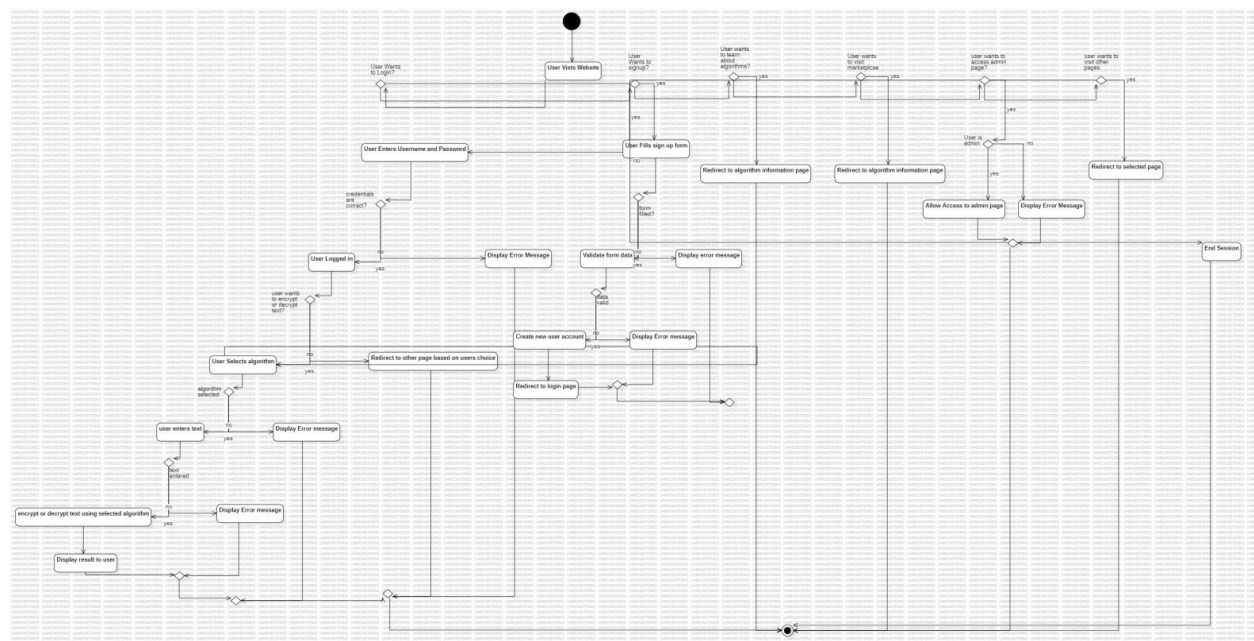 User Vists Website
User Wants
to Login?
User
Wants to
signup?
yes
User wants
to learn
about
algorithms?
yes
User wants
to visit
marketplcae
yes
user wants to
access admin
page?
yes
user wants to
visit other
pages
yes
yes
User Enters Username and Password
User Fills sign up form
no
Redirect to algorithm information page
Redirect to algorithm information page
User is
admin
no
yes
Redirect to selected page
credentials
are
corract?
form
filled?
Allow Access to admin page
Display Error Message
End Session
no
User Logged in
yes
Display Error Message
no
Validate form data
yes
Display error message
user wants
to encrypt
or decrypt
text?
data
valid
no
Create new user account
yes
Display Error message
no
User Selects algorithm
yes
Redirect to other page based on users choice
algorithm
selected
Redirect to login page
no
user enters text
yes
Display Error message
text
entered
no
encrypt or decrypt text using selected algorithm
yes
Display Error message
Display result to user